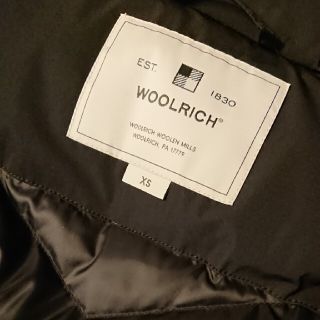 EST. 1830
WOOLRICH®
WOOLRICH WOOLEN MILLS
WOOLRICH, PA 17779
XS